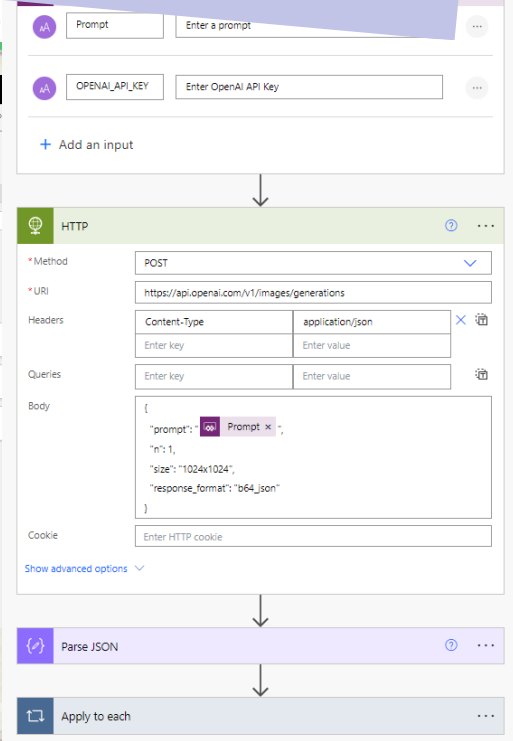 Prompt Enter a prompt
OPENAI_API_KEY Enter OpenAI API Key
+ Add an input
HTTP
* Method POST
* URI https://api.openai.com/v1/images/generations
Headers Content-Type application/json
Enter key Enter value
Queries Enter key Enter value
Body {
"prompt": " Prompt × ",
"n": 1,
"size": "1024x1024",
"response_format": "b64_json"
}
Cookie Enter HTTP cookie
Show advanced options
Parse JSON
Apply to each